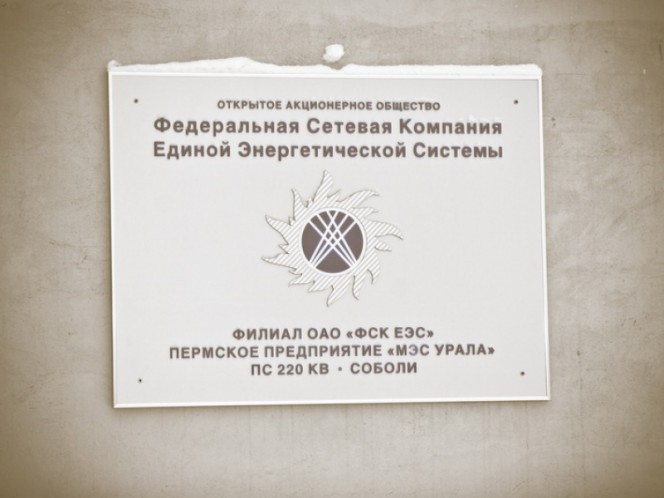 ОТКРЫТОЕ АКЦИОНЕРНОЕ ОБЩЕСТВО
Федеральная Сетевая Компания
Единой Энергетической Системы
ФИЛИАЛ ОАО «ФСК ЕЭС»
ПЕРМСКОЕ ПРЕДПРИЯТИЕ «МЭС УРАЛА»
ПС 220 КВ · СОБОЛИ